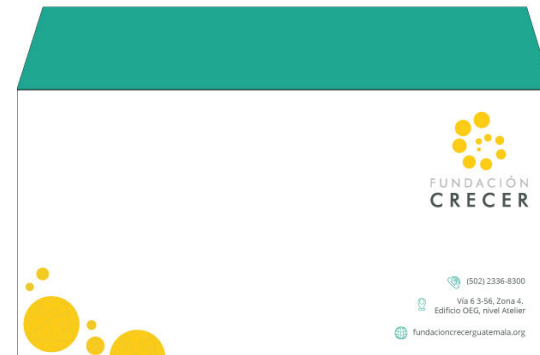 FUNDACIÓN
CRECER
(502) 2336-8300
Vía 6 3-56, Zona 4.
Edificio OEG, nivel Atelier
fundacioncrecerguatemala.org